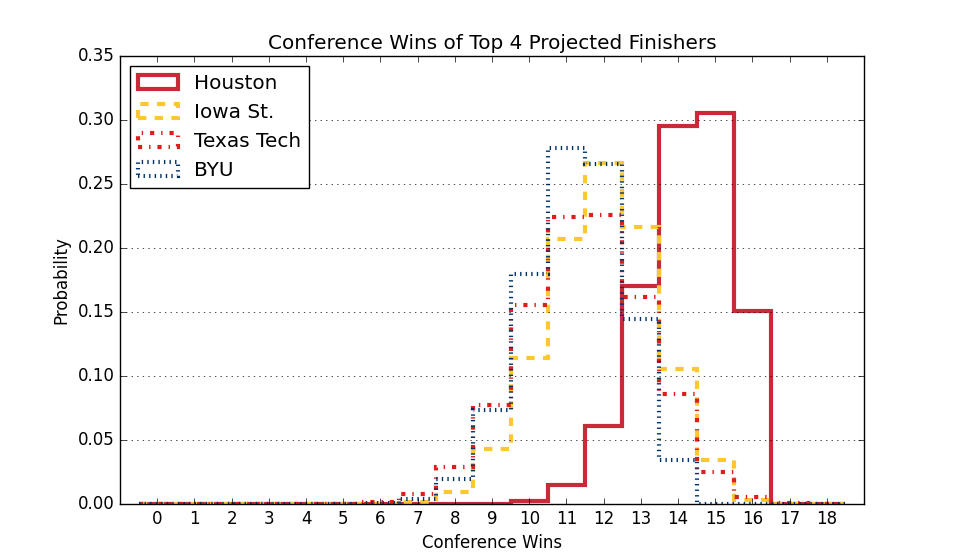 Conference Wins of Top 4 Projected Finishers
0.35
0.30
0.25
0.20
0.15
0.10
0.05
0.00
Probability
Houston
Iowa St.
Texas Tech
BYU
0 1 2 3 4 5 6 7 8 9 10 11 12 13 14 15 16 17 18
Conference Wins